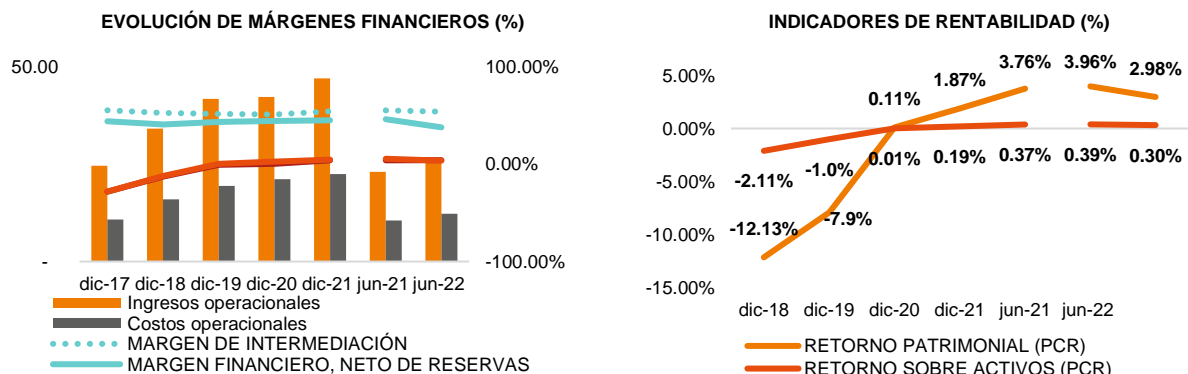 EVOLUCIÓN DE MÁRGENES FINANCIEROS (%)
50.00
-
100.00%
0.00%
-100.00%
dic-17 dic-18 dic-19 dic-20 dic-21 jun-21 jun-22
Ingresos operacionales
Costos operacionales
MARGEN DE INTERMEDIACIÓN
MARGEN FINANCIERO, NETO DE RESERVAS
INDICADORES DE RENTABILIDAD (%)
5.00%
0.00%
-5.00%
-10.00%
-15.00%
-12.13% -7.9% 0.11% 1.87% 3.76% 3.96% 2.98%
-2.11% -1.0% 0.01% 0.19% 0.37% 0.39% 0.30%
dic-18 dic-19 dic-20 dic-21 jun-21 jun-22
RETORNO PATRIMONIAL (PCR)
RETORNO SOBRE ACTIVOS (PCR)